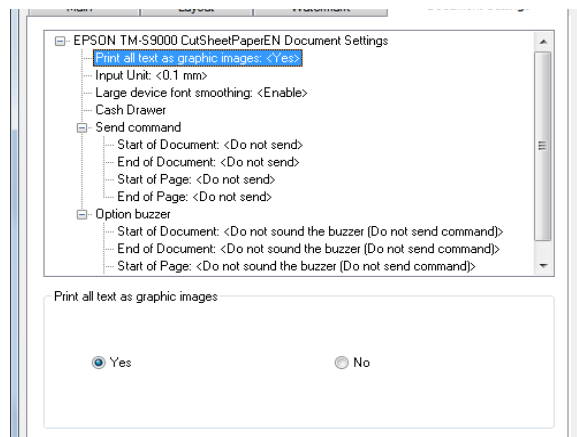 Main Layout Watermark Document Settings
EPSON TM-S9000 CutSheetPaperEN Document Settings
Print all text as graphic images: <Yes>
Input Unit: <0.1 mm>
Large device font smoothing: <Enable>
Cash Drawer
Send command
Start of Document: <Do not send>
End of Document: <Do not send>
Start of Page: <Do not send>
End of Page: <Do not send>
Option buzzer
Start of Document: <Do not sound the buzzer (Do not send command)>
End of Document: <Do not sound the buzzer (Do not send command)>
Start of Page: <Do not sound the buzzer (Do not send command)>
Print all text as graphic images
Yes No